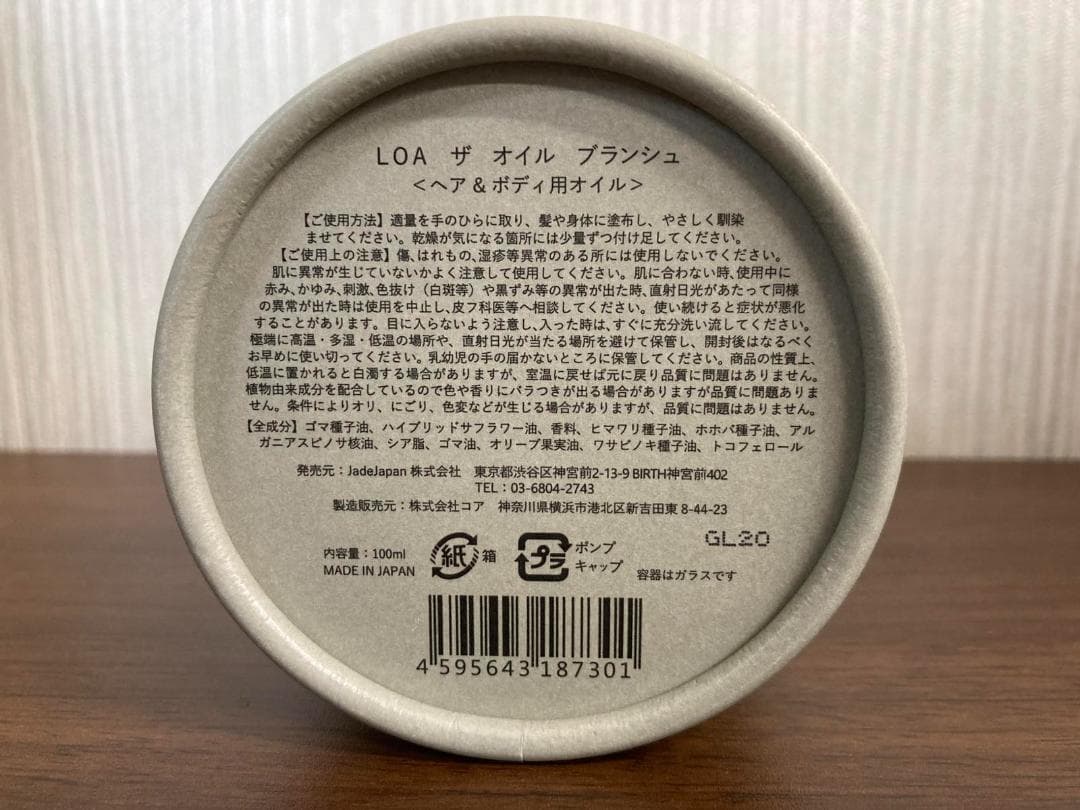 LOA ザ オイル ブランシュ
<ヘア&ボディ用オイル>
【ご使用方法】適量を手のひらに取り、髪や身体に塗布し、やさしく馴染
ませてください。乾燥が気になる箇所には少量ずつ付け足してください。
【ご使用上の注意】傷、はれもの、湿疹等異常のある所には使用しないでください。
肌に異常が生じていないかよく注意して使用してください。肌に合わない時、使用中に
赤み、かゆみ、刺激、色抜け（白斑等）や黒ずみ等の異常が出た時、直射日光があたって同様
の異常が出た時は使用を中止し、皮フ科医等へ相談してください。使い続けると症状が悪化
することがあります。目に入らないよう注意し、入った時は、すぐに充分洗い流してください。
極端に高温・多湿・低温の場所や、直射日光が当たる場所を避けて保管し、開封後はなるべく
お早めに使い切ってください。乳幼児の手の届かないところに保管してください。商品の性質上、
低温に置かれると白濁する場合がありますが、室温に戻せば元に戻り品質に問題はありません。
植物由来成分を配合しているので色や香りにバラつきが出る場合がありますが品質に問題ありま
せん。条件によりオリ、にごり、色変などが生じる場合がありますが、品質に問題はありません。
【全成分】ゴマ種子油、ハイブリッドサフラワー油、香料、ヒマワリ種子油、ホホバ種子油、アル
ガニアスピノサ核油、シア脂、ゴマ油、オリーブ果実油、ワサビノキ種子油、トコフェロール
発売元：JadeJapan 株式会社 東京都渋谷区神宮前2-13-9 BIRTH神宮前402
TEL：03-6804-2743
製造販売元：株式会社コア 神奈川県横浜市港北区新吉田東 8-44-23
GL20
内容量：100ml
MADE IN JAPAN
紙 箱
プラ ポンプ
キャップ
容器はガラスです
4 595643 187301